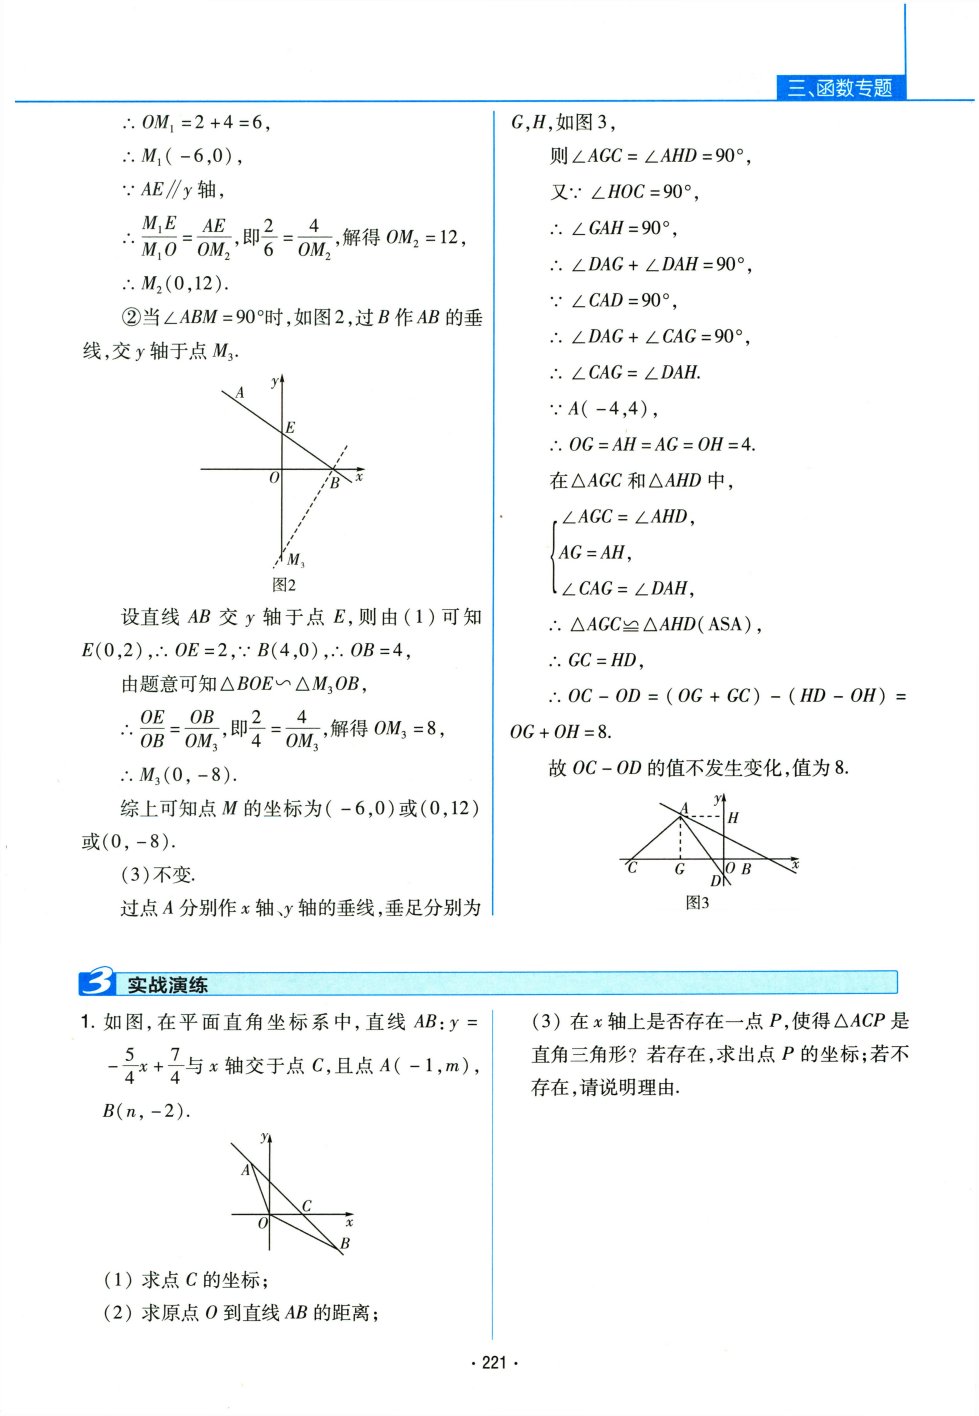 三、函数专题
∴ OM₁ = 2 + 4 = 6,
∴ M₁( -6,0),
∵ AE∥y 轴,
∴ M₁E/M₁O = AE/OM₂,即 2/6 = 4/OM₂,解得 OM₂ = 12,
∴ M₂(0,12).
②当∠ABM = 90°时,如图2,过 B 作 AB 的垂
线,交 y 轴于点 M₃.
y
A
E
O
B
x
M₃
图2
设直线 AB 交 y 轴于点 E,则由(1)可知
E(0,2),∴ OE = 2,∵ B(4,0),∴ OB = 4,
由题意可知△BOE∽△M₃OB,
∴ OE/OB = OB/OM₃,即 2/4 = 4/OM₃,解得 OM₃ = 8,
∴ M₃(0, -8).
综上可知点 M 的坐标为( -6,0)或(0,12)
或(0, -8).
(3)不变.
过点 A 分别作 x 轴、y 轴的垂线,垂足分别为
G,H,如图 3,
则∠AGC = ∠AHD = 90°,
又∵ ∠HOC = 90°,
∴ ∠GAH = 90°,
∴ ∠DAG + ∠DAH = 90°,
∵ ∠CAD = 90°,
∴ ∠DAG + ∠CAG = 90°,
∴ ∠CAG = ∠DAH.
∵ A( -4,4),
∴ OG = AH = AG = OH = 4.
在△AGC 和△AHD 中,
∠AGC = ∠AHD,
AG = AH,
∠CAG = ∠DAH,
∴ △AGC≌△AHD(ASA),
∴ GC = HD,
∴ OC - OD = (OG + GC) - (HD - OH) =
OG + OH = 8.
故 OC - OD 的值不发生变化,值为 8.
y
A
H
C
G
O B
x
D
图3
3 实战演练
1. 如图,在平面直角坐标系中,直线 AB:y =
-5/4x + 7/4与 x 轴交于点 C,且点 A( -1,m),
B(n, -2).
y
A
C
O
x
B
(1) 求点 C 的坐标;
(2) 求原点 O 到直线 AB 的距离;
(3) 在 x 轴上是否存在一点 P,使得△ACP 是
直角三角形? 若存在,求出点 P 的坐标;若不
存在,请说明理由.
· 221 ·